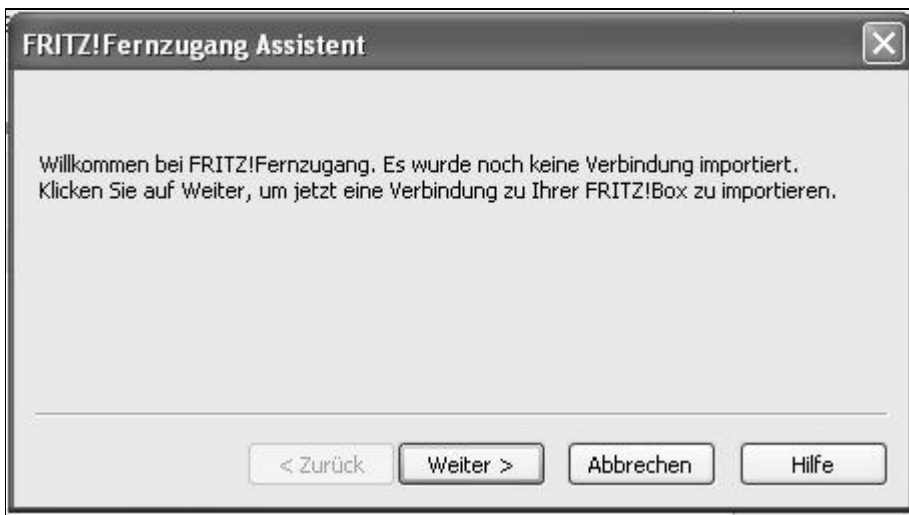 FRITZ!Fernzugang Assistent
Willkommen bei FRITZ!Fernzugang. Es wurde noch keine Verbindung importiert.
Klicken Sie auf Weiter, um jetzt eine Verbindung zu Ihrer FRITZ!Box zu importieren.
< Zurück Weiter > Abbrechen Hilfe